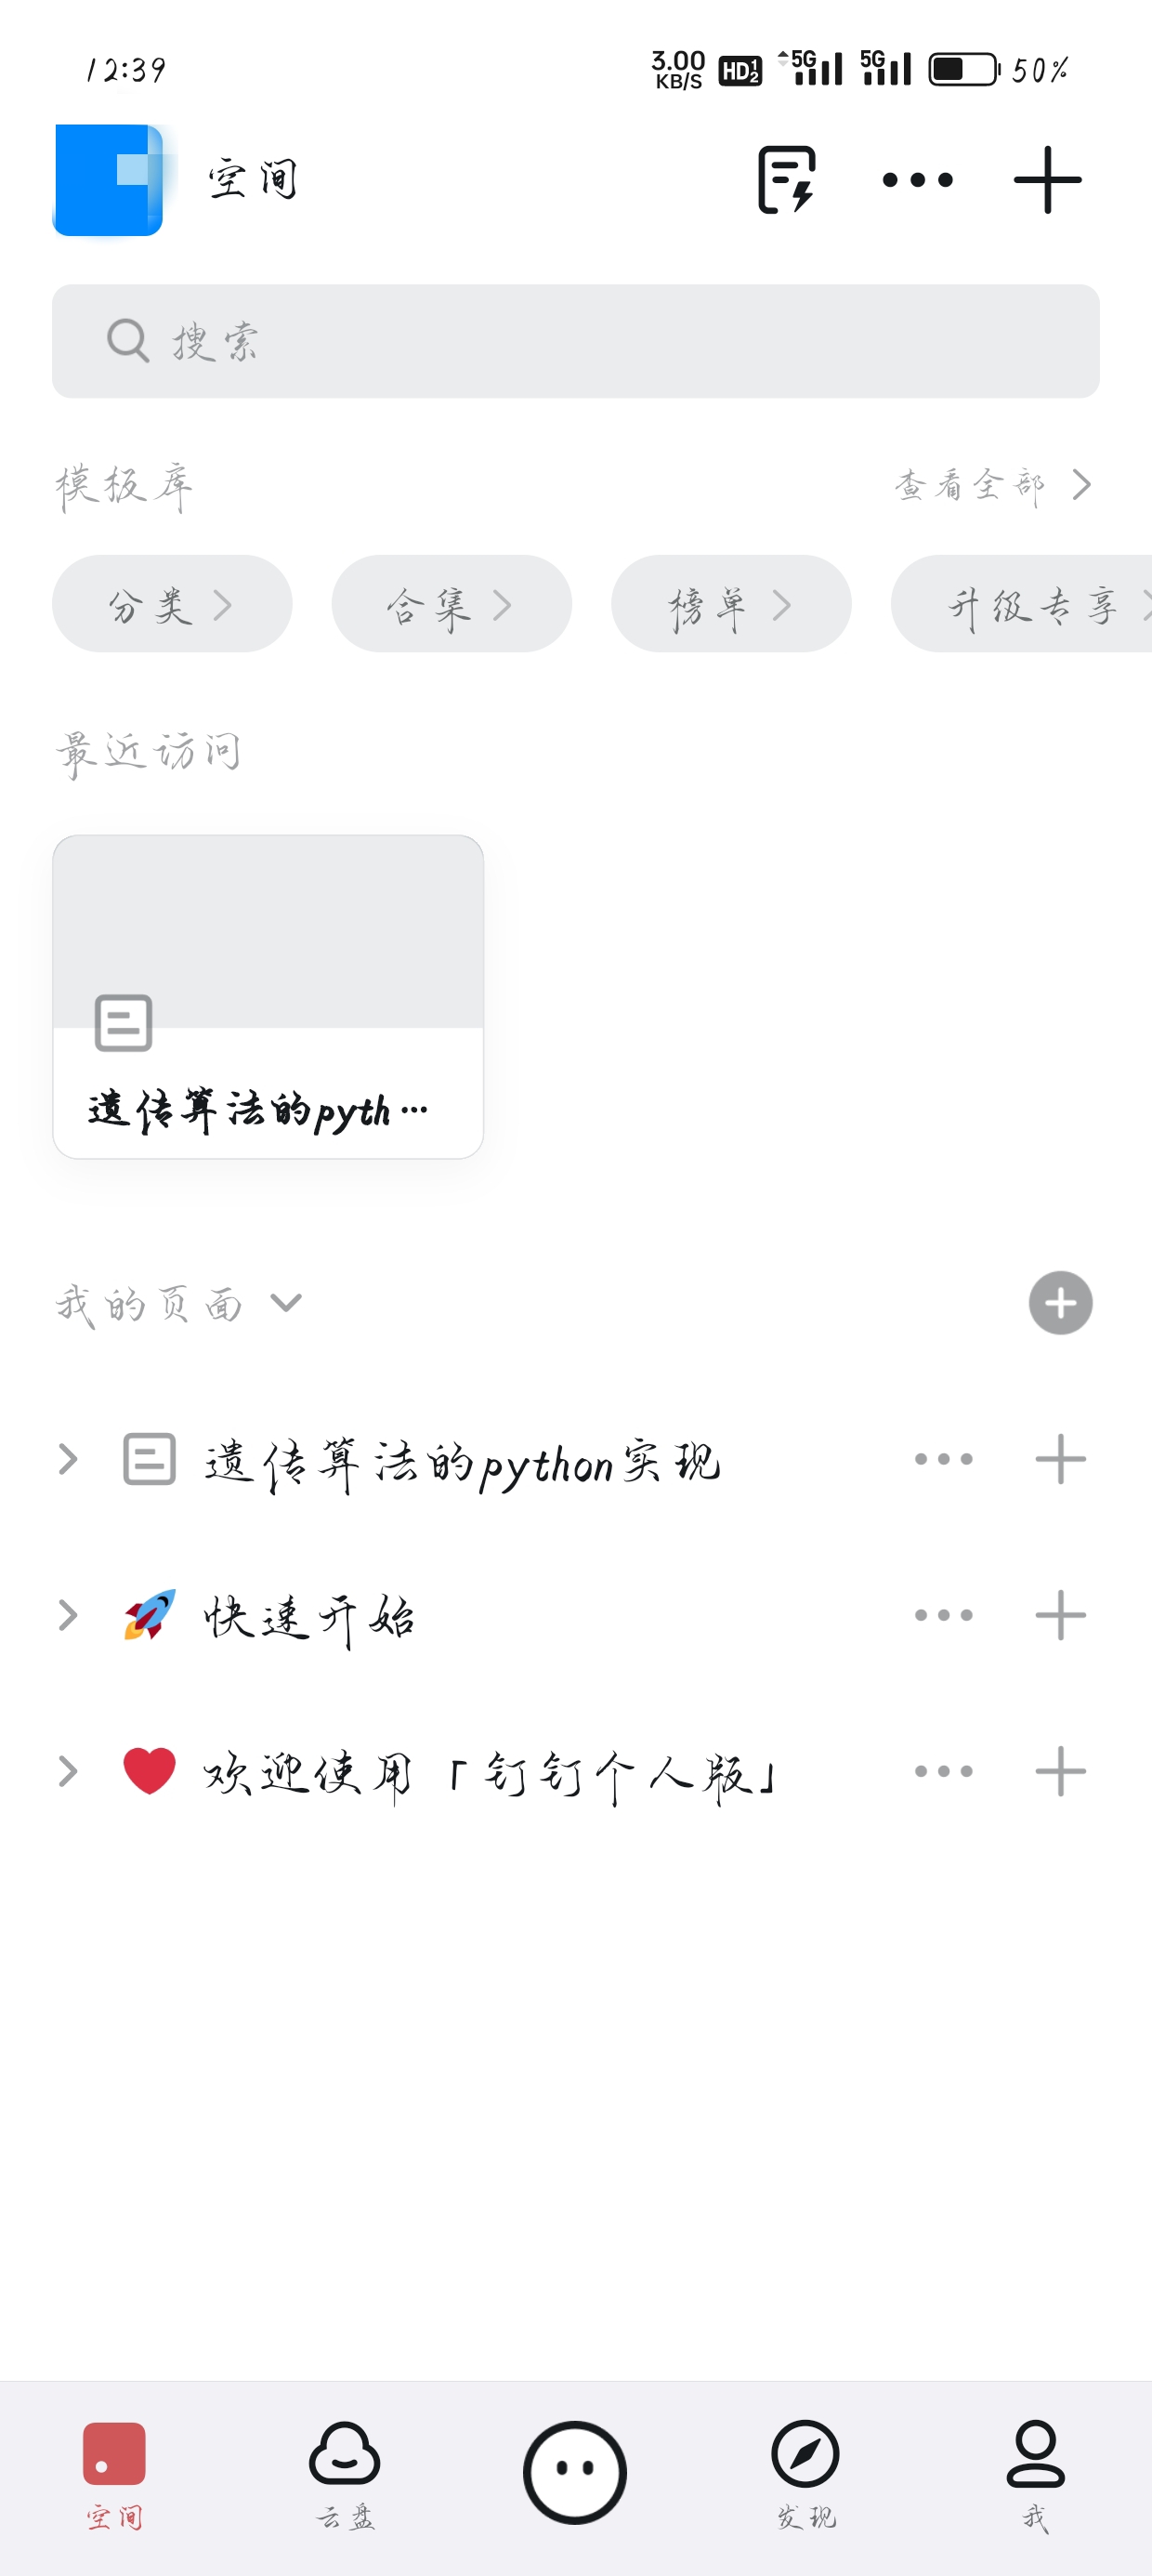 12:39
3.00 KB/S HD 1 2 5G 5G 50%
空间
搜索
模板库 查看全部
分类 合集 榜单 升级专享
最近访问
遗传算法的pyth…
我的页面
遗传算法的python实现
快速开始
欢迎使用「钉钉个人版」
空间 云盘 发现 我